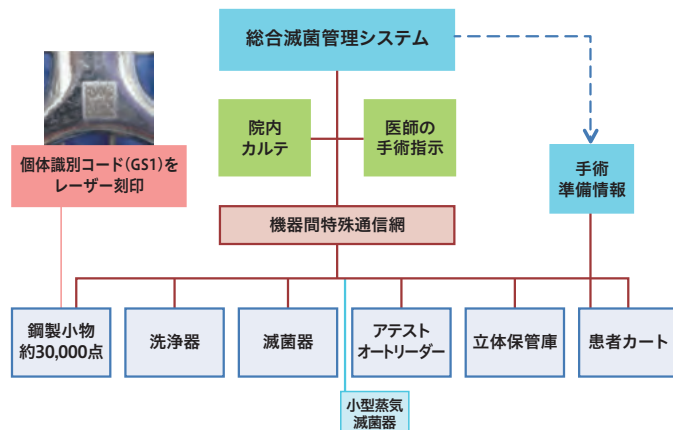 総合滅菌管理システム
院内
カルテ
医師の
手術指示
個体識別コード(GS1)を
レーザー刻印
手術
準備情報
機器間特殊通信網
鋼製小物
約30,000点
洗浄器
滅菌器
アテスト
オートリーダー
立体保管庫
患者カート
小型蒸気
滅菌器